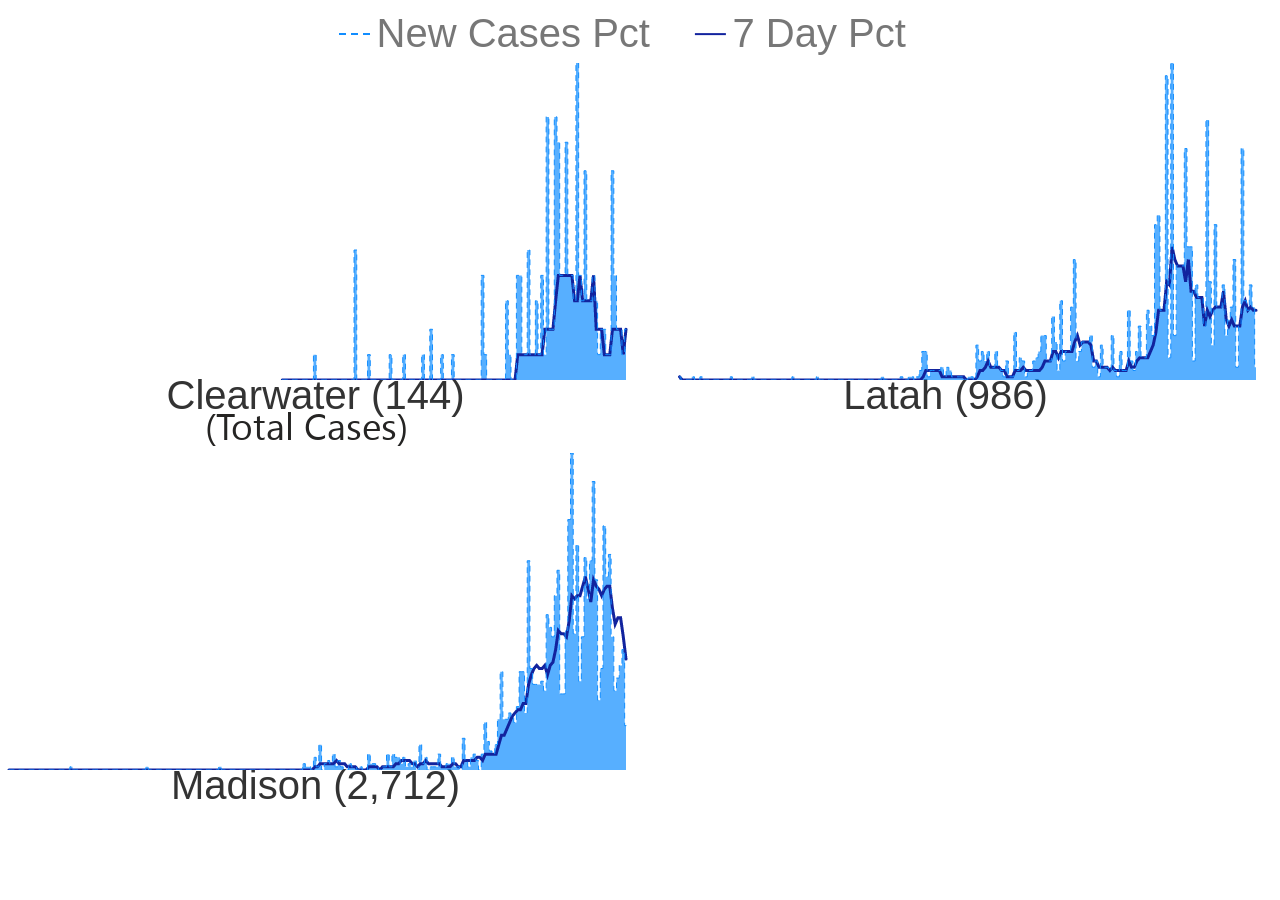 New Cases Pct 7 Day Pct
Clearwater (144)
(Total Cases)
Latah (986)
Madison (2,712)